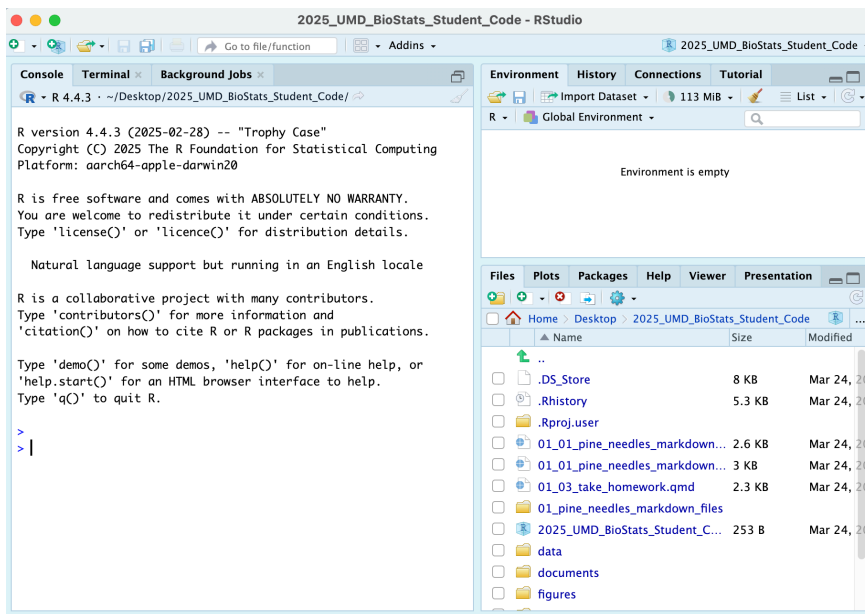 2025_UMD_BioStats_Student_Code - RStudio
Go to file/function
Addins
2025_UMD_BioStats_Student_Code
Console
Terminal
Background Jobs
R 4.4.3 · ~/Desktop/2025_UMD_BioStats_Student_Code/
R version 4.4.3 (2025-02-28) -- "Trophy Case"
Copyright (C) 2025 The R Foundation for Statistical Computing
Platform: aarch64-apple-darwin20
R is free software and comes with ABSOLUTELY NO WARRANTY.
You are welcome to redistribute it under certain conditions.
Type 'license()' or 'licence()' for distribution details.
Natural language support but running in an English locale
R is a collaborative project with many contributors.
Type 'contributors()' for more information and
'citation()' on how to cite R or R packages in publications.
Type 'demo()' for some demos, 'help()' for on-line help, or
'help.start()' for an HTML browser interface to help.
Type 'q()' to quit R.
>
>
Environment History Connections Tutorial
Import Dataset 113 MiB List
R Global Environment
Environment is empty
Files Plots Packages Help Viewer Presentation
Home > Desktop > 2025_UMD_BioStats_Student_Code ...
Name Size Modified
..
.DS_Store 8 KB Mar 24, 2
.Rhistory 5.3 KB Mar 24, 2
.Rproj.user
01_01_pine_needles_markdown... 2.6 KB Mar 24, 2
01_01_pine_needles_markdown... 3 KB Mar 24, 2
01_03_take_homework.qmd 2.3 KB Mar 24, 2
01_pine_needles_markdown_files
2025_UMD_BioStats_Student_C... 253 B Mar 24, 2
data
documents
figures